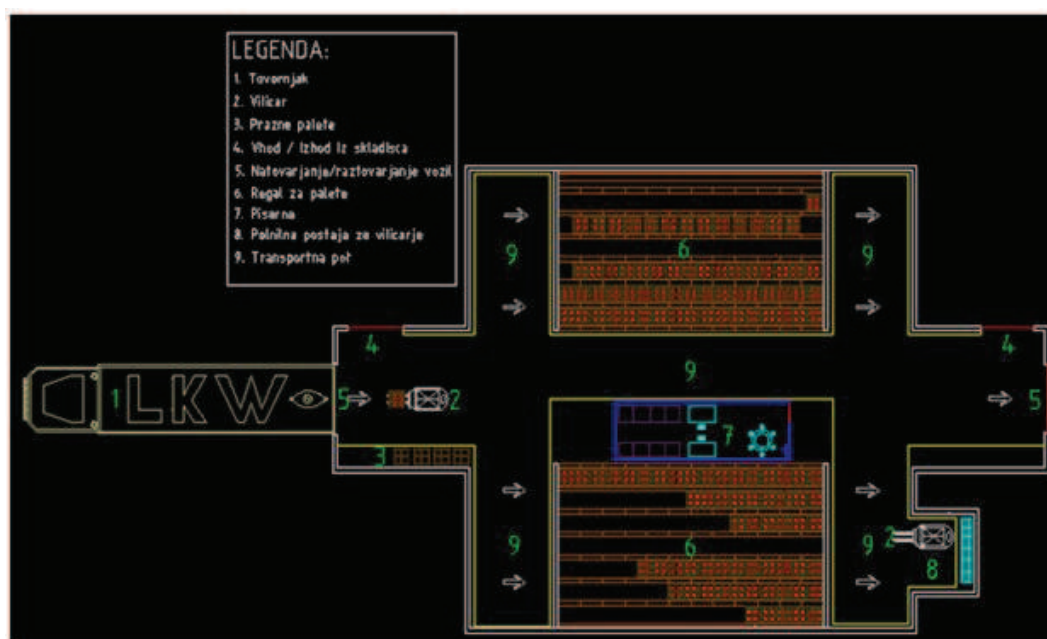 LEGENDA:
1. Tovornjak
2. Vilicar
3. Prazne palete
4. Vhod / Izhod iz skladisca
5. Natovarjanje/raztovarjanje vozil
6. Regal za palete
7. Pisarna
8. Polnilna postaja za vilicarje
9. Transportna pot
9
6
9
4
4
9
1 LKW
5
2
5
7
3
9
6
9
2
8